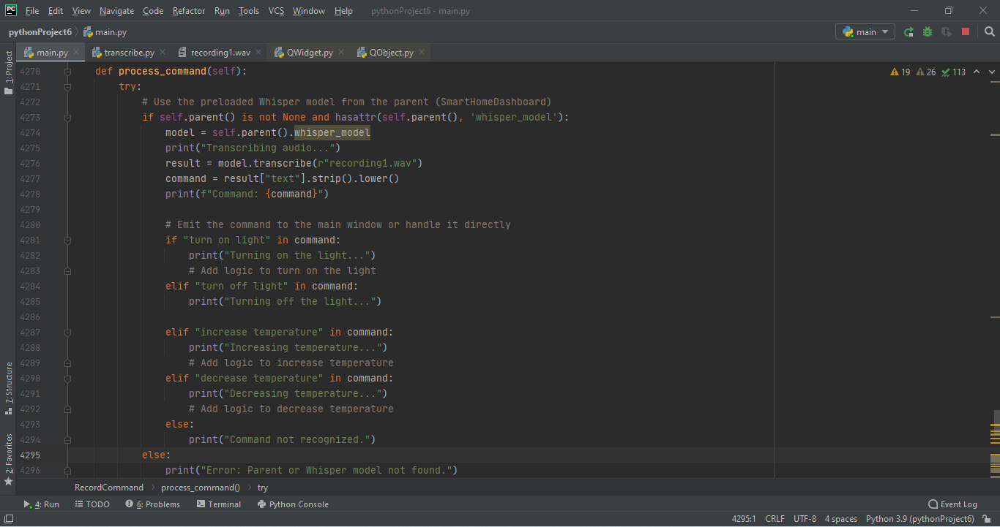 PC File Edit View Navigate Code Refactor Run Tools VCS Window Help pythonProject6 - main.py
pythonProject6 main.py main
main.py transcribe.py recording1.wav QWidget.py QObject.py
1: Project
19 26 113
4270 def process_command(self):
4271 try:
4272 # Use the preloaded Whisper model from the parent (SmartHomeDashboard)
4273 if self.parent() is not None and hasattr(self.parent(), 'whisper_model'):
4274 model = self.parent().whisper_model
4275 print("Transcribing audio...")
4276 result = model.transcribe(r"recording1.wav")
4277 command = result["text"].strip().lower()
4278 print(f"Command: {command}")
4279
4280 # Emit the command to the main window or handle it directly
4281 if "turn on light" in command:
4282 print("Turning on the light...")
4283 # Add logic to turn on the light
4284 elif "turn off light" in command:
4285 print("Turning off the light...")
4286
4287 elif "increase temperature" in command:
4288 print("Increasing temperature...")
4289 # Add logic to increase temperature
4290 elif "decrease temperature" in command:
4291 print("Decreasing temperature...")
4292 # Add logic to decrease temperature
4293 else:
4294 print("Command not recognized.")
4295 else:
4296 print("Error: Parent or Whisper model not found.")
7: Structure
2: Favorites
RecordCommand process_command() try
4: Run TODO 6: Problems Terminal Python Console Event Log
4295:1 CRLF UTF-8 4 spaces Python 3.9 (pythonProject6)